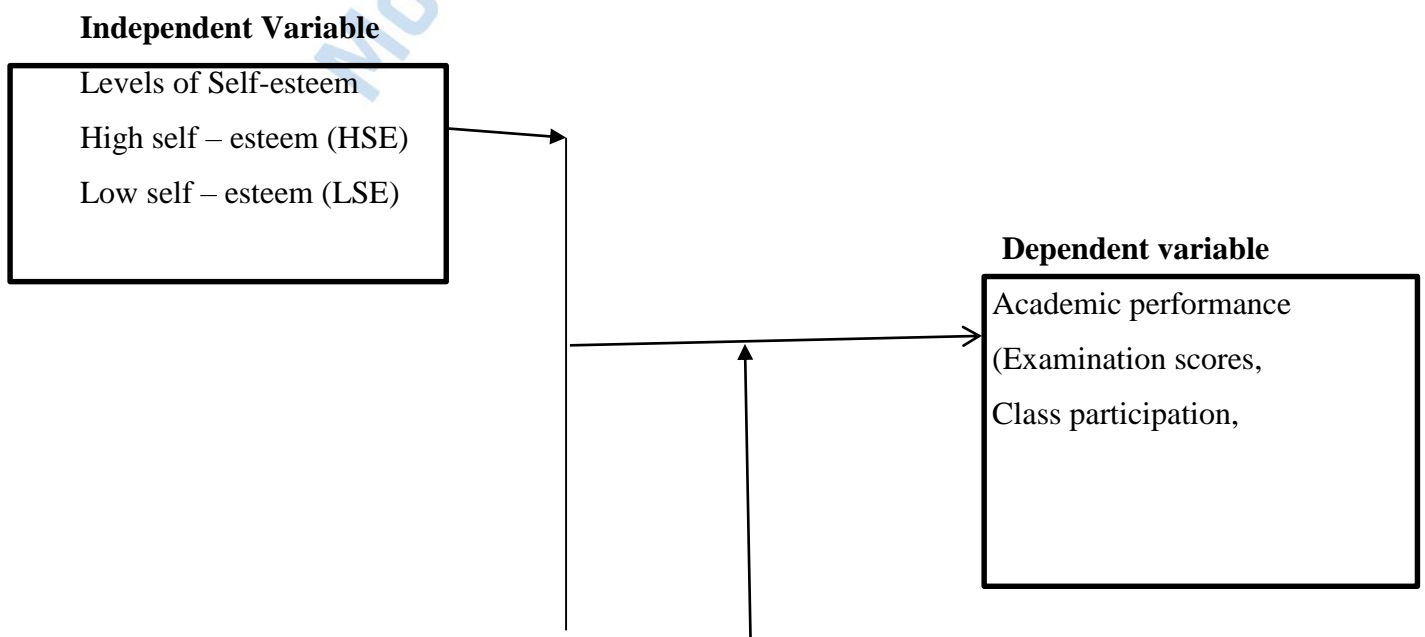 Independent Variable
Levels of Self-esteem
High self – esteem (HSE)
Low self – esteem (LSE)
Dependent variable
Academic performance
(Examination scores,
Class participation,